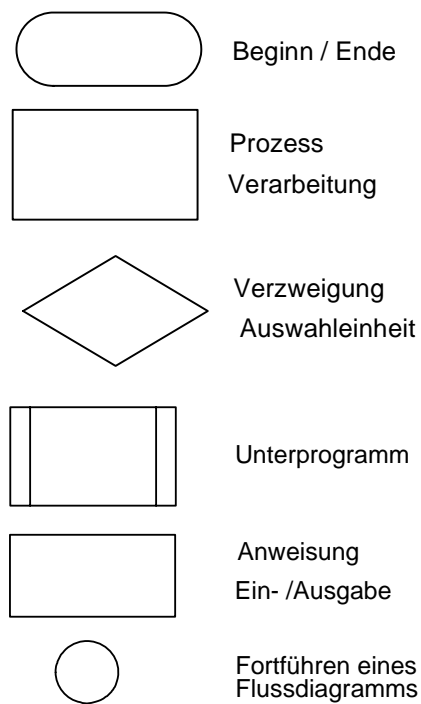 Beginn / Ende
Prozess
Verarbeitung
Verzweigung
Auswahleinheit
Unterprogramm
Anweisung
Ein- /Ausgabe
Fortführen eines
Flussdiagramms